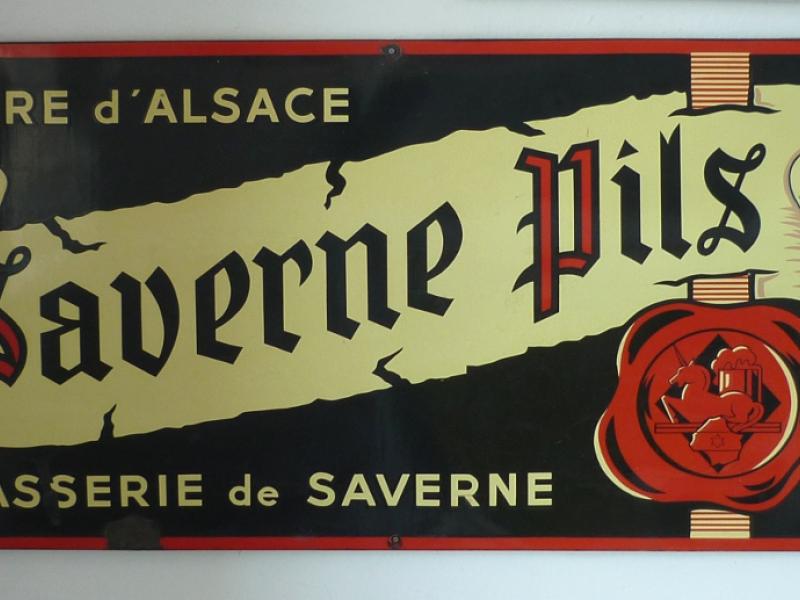 RE d'ALSACE
Saverne Pils
ASSERIE de SAVERNE